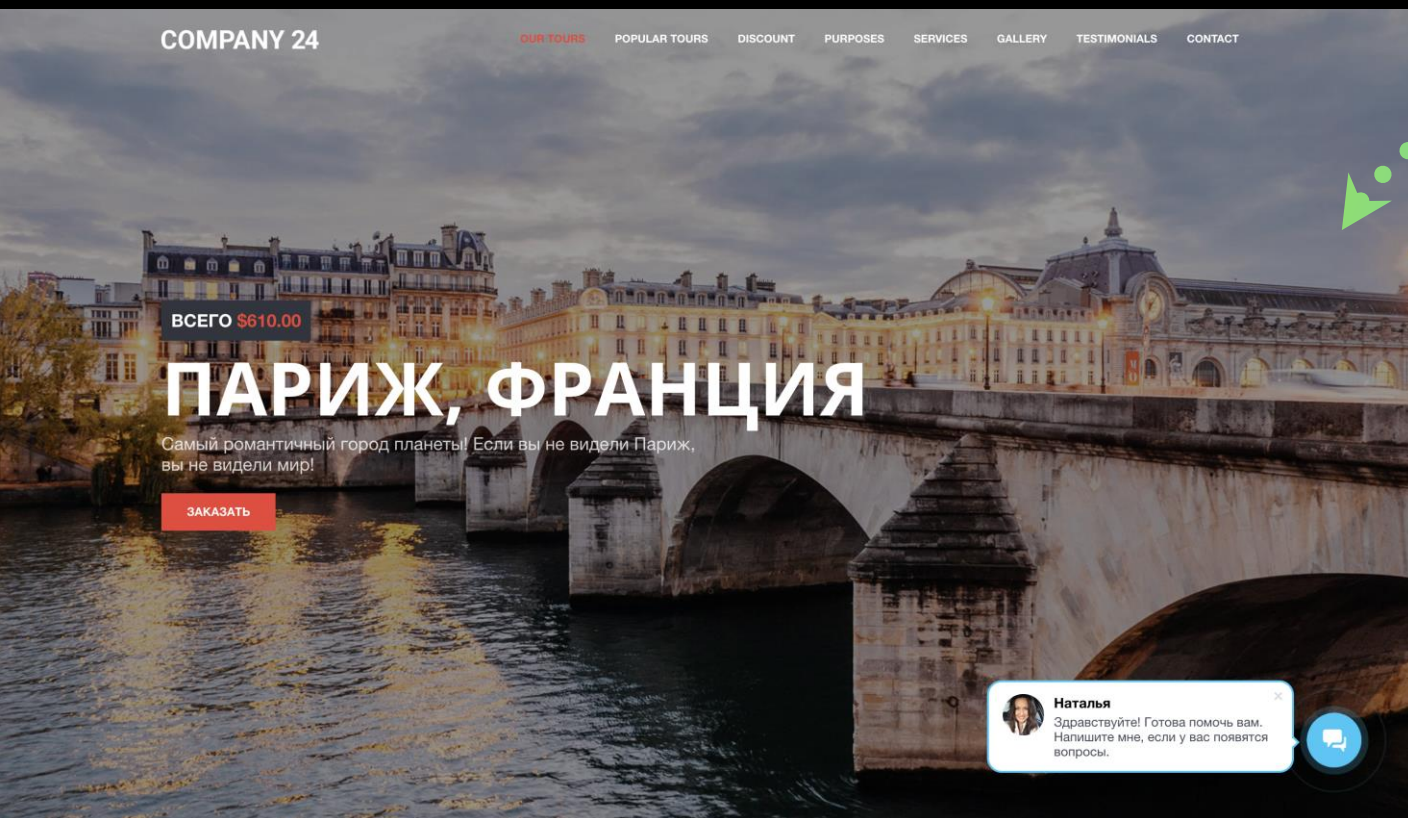 COMPANY 24
OUR TOURS POPULAR TOURS DISCOUNT PURPOSES SERVICES GALLERY TESTIMONIALS CONTACT
ВСЕГО $610.00
ПАРИЖ, ФРАНЦИЯ
Самый романтичный город планеты! Если вы не видели Париж,
вы не видели мир!
ЗАКАЗАТЬ
Наталья
Здравствуйте! Готова помочь вам.
Напишите мне, если у вас появятся
вопросы.